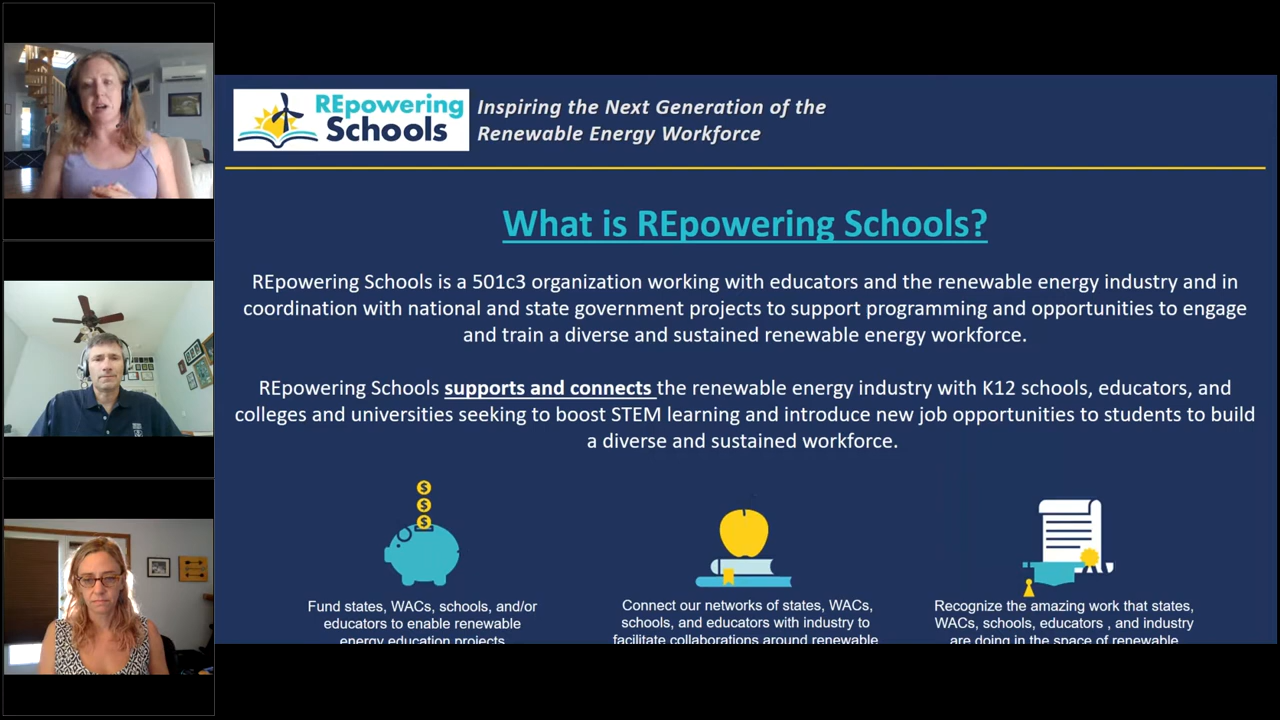 REpowering
Schools
Inspiring the Next Generation of the
Renewable Energy Workforce
What is REpowering Schools?
REpowering Schools is a 501c3 organization working with educators and the renewable energy industry and in
coordination with national and state government projects to support programming and opportunities to engage
and train a diverse and sustained renewable energy workforce.
REpowering Schools supports and connects the renewable energy industry with K12 schools, educators, and
colleges and universities seeking to boost STEM learning and introduce new job opportunities to students to build
a diverse and sustained workforce.
$
$
$
Fund states, WACs, schools, and/or
educators to enable renewable
energy education projects
Connect our networks of states, WACs,
schools, and educators with industry to
facilitate collaborations around renewable
Recognize the amazing work that states,
WACs, schools, educators , and industry
are doing in the space of renewable